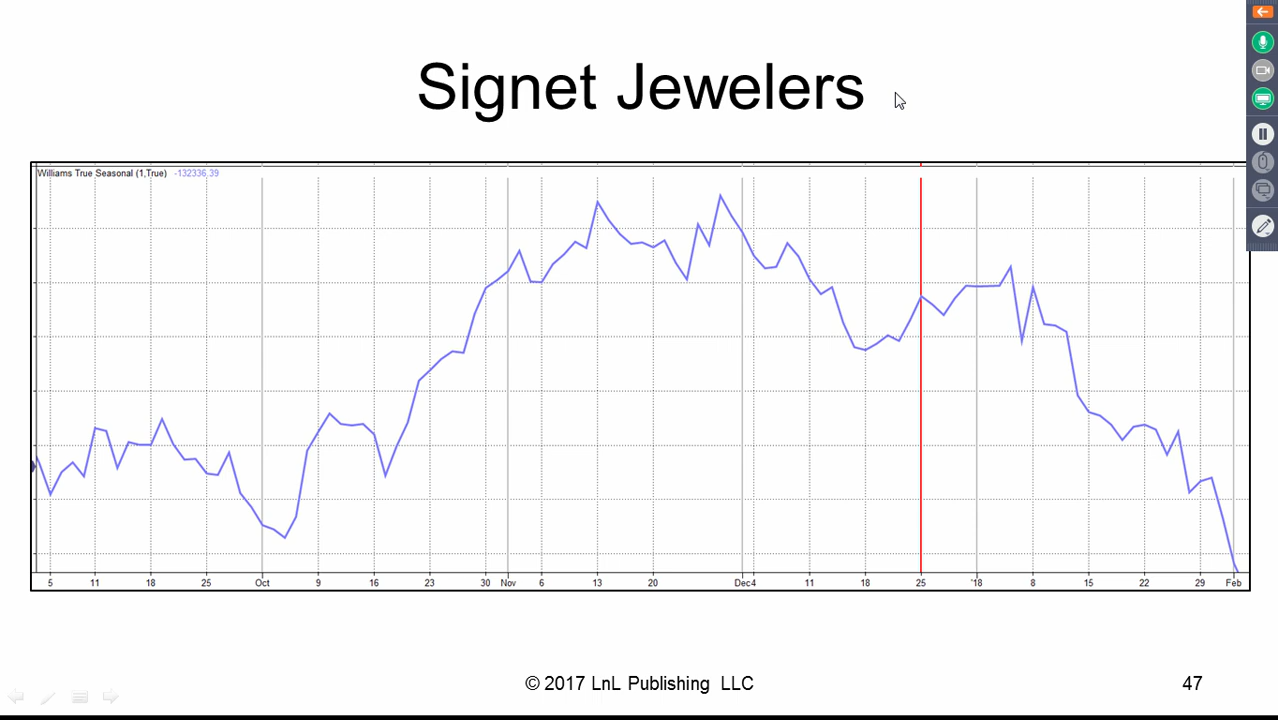 Signet Jewelers
Williams True Seasonal (1,True) -132336.39
5 11 18 25 Oct 9 16 23 30 Nov 6 13 20 Dec4 11 18 25 '18 8 15 22 29 Feb
© 2017 LnL Publishing LLC 47